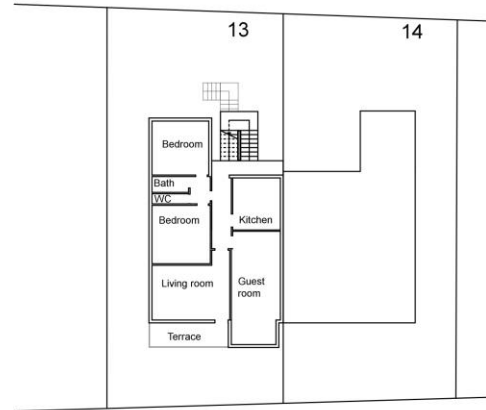 13
14
Bedroom
Bath
WC
Bedroom
Kitchen
Living room
Guest
room
Terrace